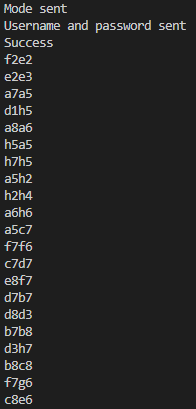 Mode sent
Username and password sent
Success
f2e2
e2e3
a7a5
d1h5
a8a6
h5a5
h7h5
a5h2
h2h4
a6h6
a5c7
f7f6
c7d7
e8f7
d7b7
d8d3
b7b8
d3h7
b8c8
f7g6
c8e6